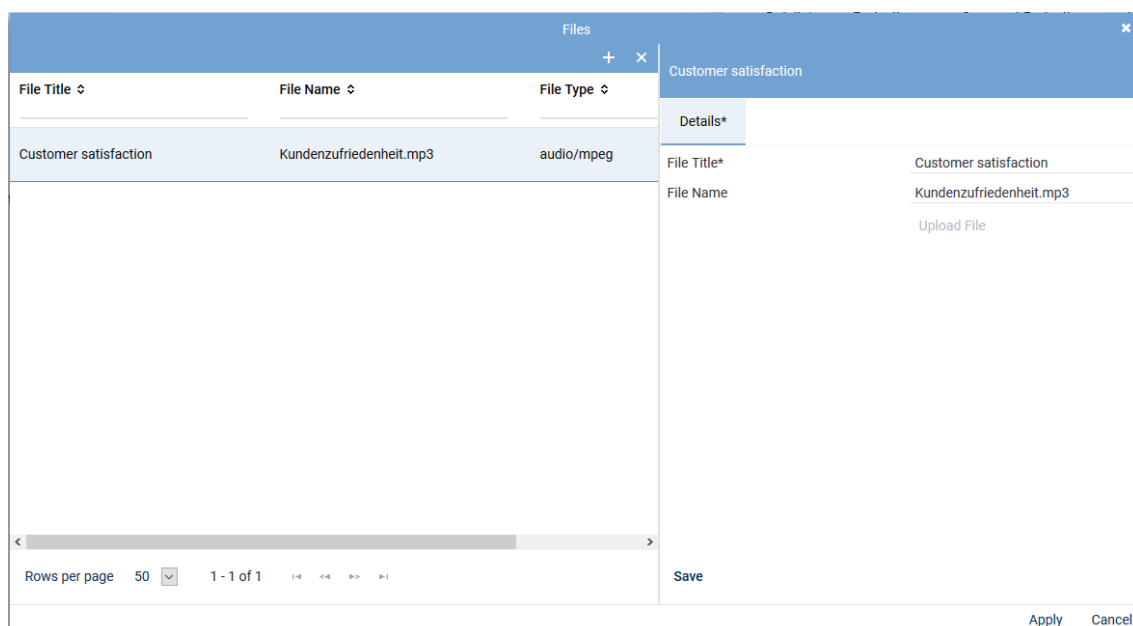 Files
Customer satisfaction
File Title File Name File Type
Details*
Customer satisfaction Kundenzufriedenheit.mp3 audio/mpeg
File Title* Customer satisfaction
File Name Kundenzufriedenheit.mp3
Upload File
Rows per page 50 1 - 1 of 1
Save
Apply Cancel